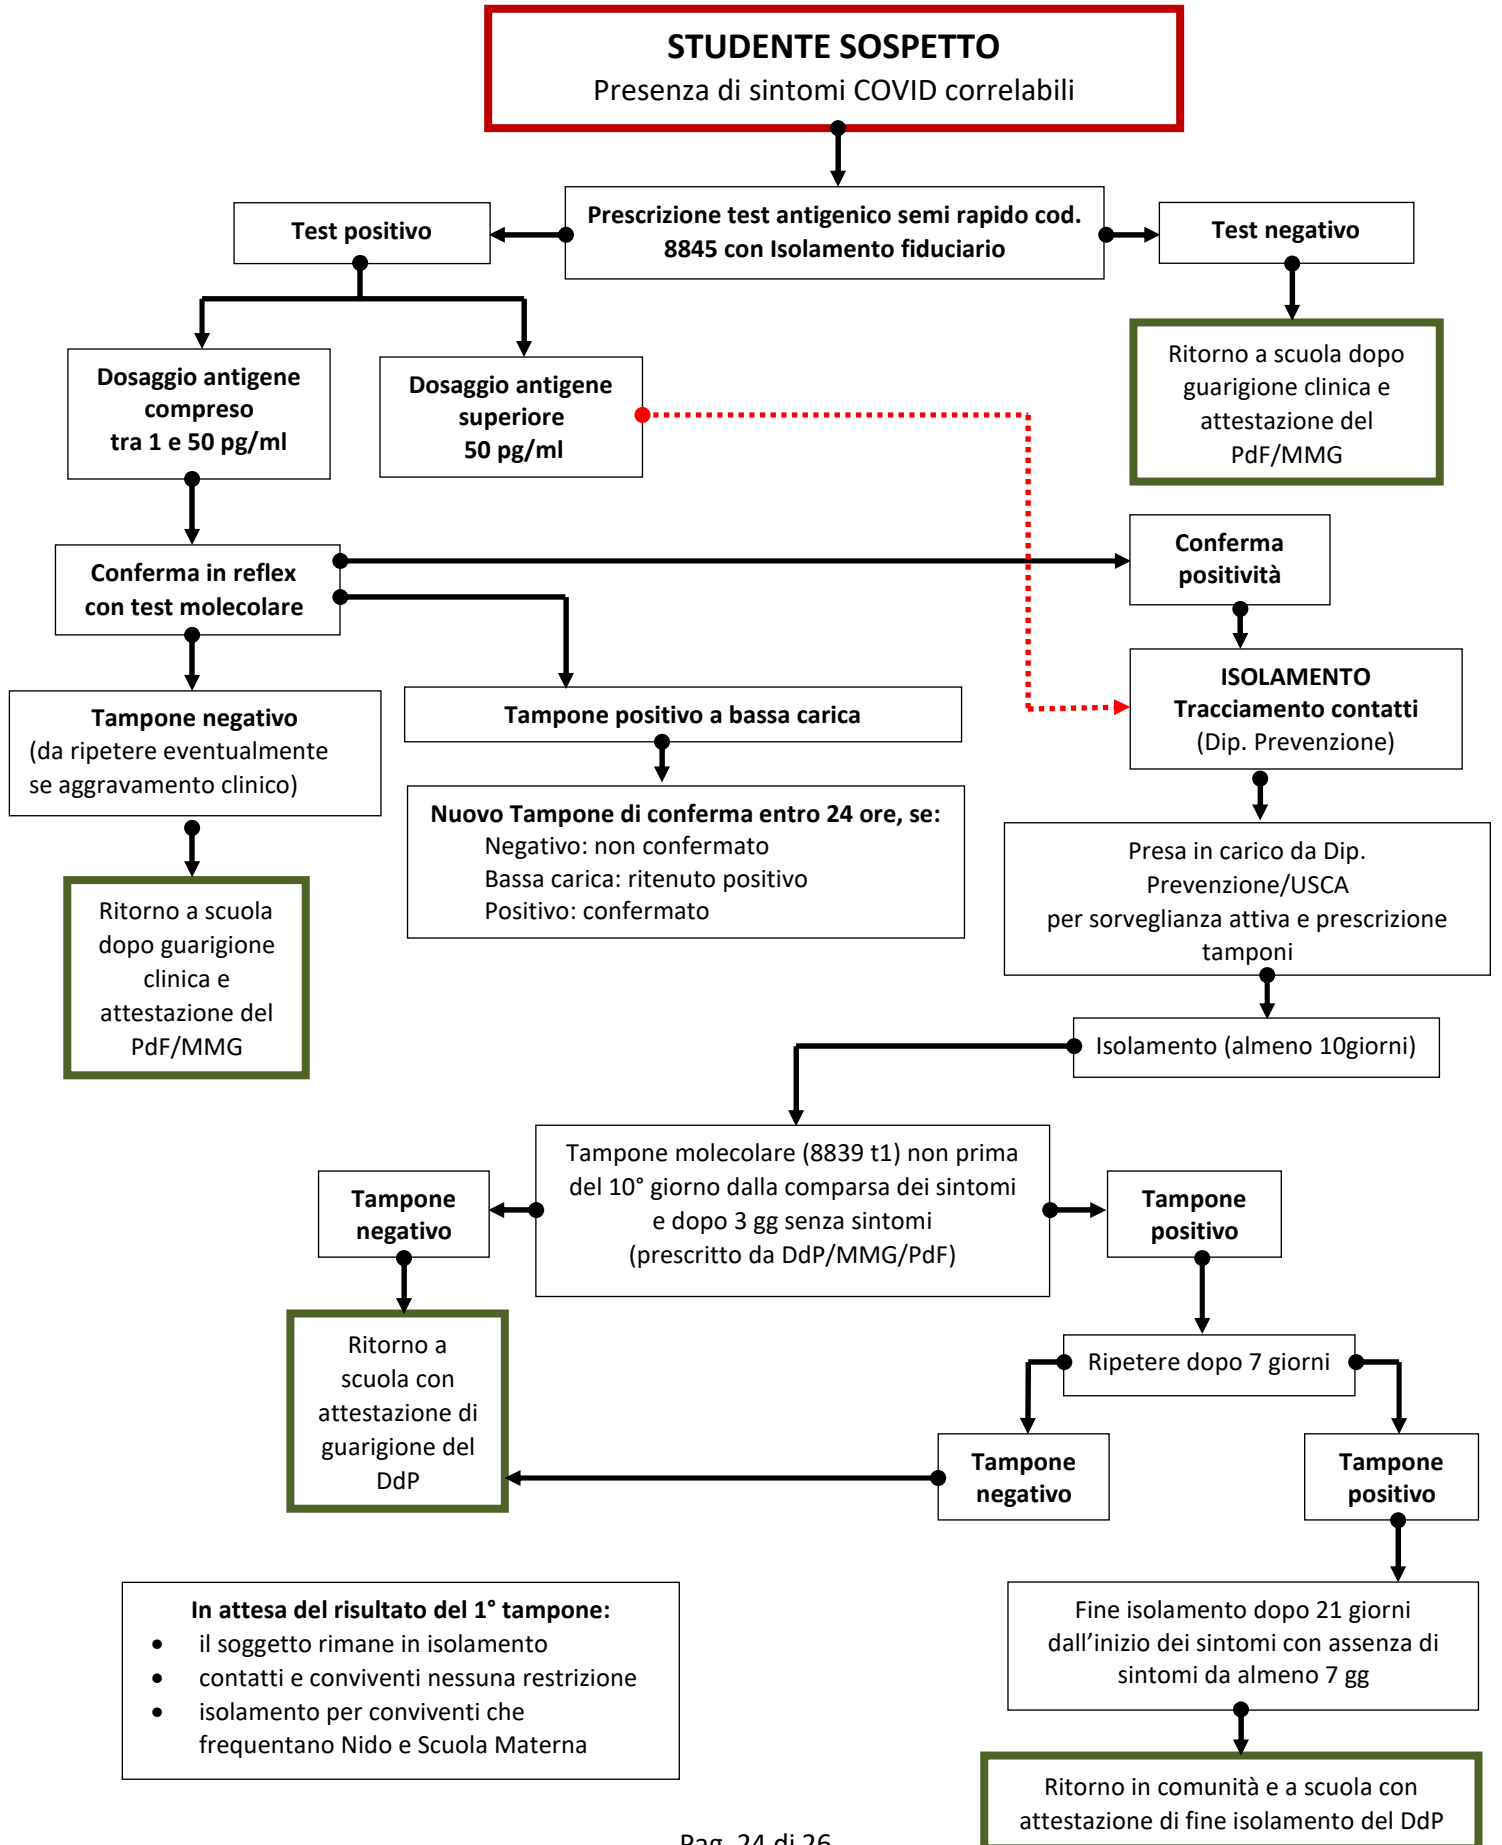 STUDENTE SOSPETTO
Presenza di sintomi COVID correlabili
Prescrizione test antigenico semi rapido cod.
8845 con Isolamento fiduciario
Test positivo
Test negativo
Dosaggio antigene
compreso
tra 1 e 50 pg/ml
Dosaggio antigene
superiore
50 pg/ml
Ritorno a scuola dopo
guarigione clinica e
attestazione del
PdF/MMG
Conferma in reflex
con test molecolare
Conferma
positività
Tampone negativo
(da ripetere eventualmente
se aggravamento clinico)
Tampone positivo a bassa carica
ISOLAMENTO
Tracciamento contatti
(Dip. Prevenzione)
Nuovo Tampone di conferma entro 24 ore, se:
Negativo: non confermato
Bassa carica: ritenuto positivo
Positivo: confermato
Presa in carico da Dip.
Prevenzione/USCA
per sorveglianza attiva e prescrizione
tamponi
Ritorno a scuola
dopo guarigione
clinica e
attestazione del
PdF/MMG
Isolamento (almeno 10giorni)
Tampone molecolare (8839 t1) non prima
del 10° giorno dalla comparsa dei sintomi
e dopo 3 gg senza sintomi
(prescritto da DdP/MMG/PdF)
Tampone
negativo
Tampone
positivo
Ritorno a
scuola con
attestazione di
guarigione del
DdP
Ripetere dopo 7 giorni
Tampone
negativo
Tampone
positivo
In attesa del risultato del 1° tampone:
• il soggetto rimane in isolamento
• contatti e conviventi nessuna restrizione
• isolamento per conviventi che
frequentano Nido e Scuola Materna
Fine isolamento dopo 21 giorni
dall'inizio dei sintomi con assenza di
sintomi da almeno 7 gg
Ritorno in comunità e a scuola con
attestazione di fine isolamento del DdP
Pag. 24 di 26